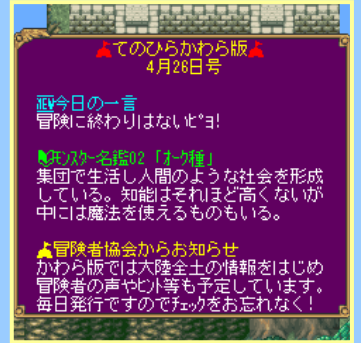 てのひらかわら版
4月26日号
NEW今日の一言
冒険に終わりはないピョ!
モンスター名鑑02「オーク種」
集団で生活し人間のような社会を形成
している。知能はそれほど高くないが
中には魔法を使えるものもいる。
冒険者協会からお知らせ
かわら版では大陸全土の情報をはじめ
冒険者の声やヒント等も予定しています。
毎日発行ですのでチェックをお忘れなく!